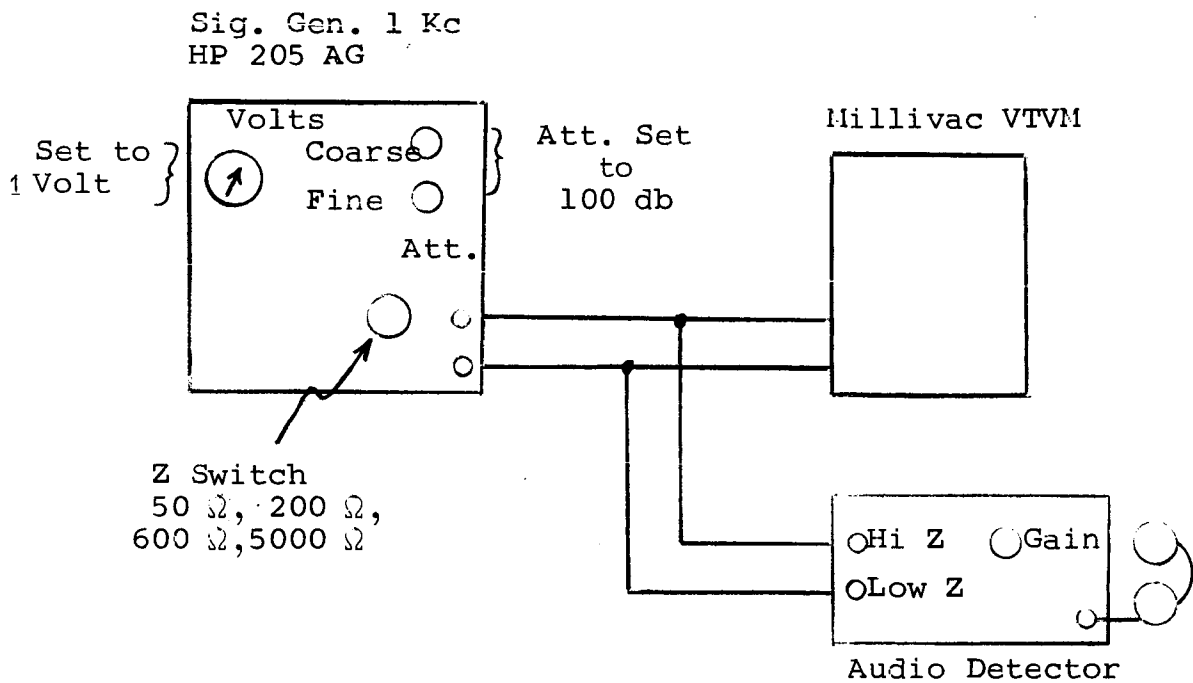 Sig. Gen. 1 Kc
HP 205 AG
Volts
Coarse
Fine
Att.
Set to
1 Volt
Att. Set
to
100 db
Millivac VTVM
Z Switch
50 Ω, 200 Ω,
600 Ω,5000 Ω
Hi Z
Gain
Low Z
Audio Detector